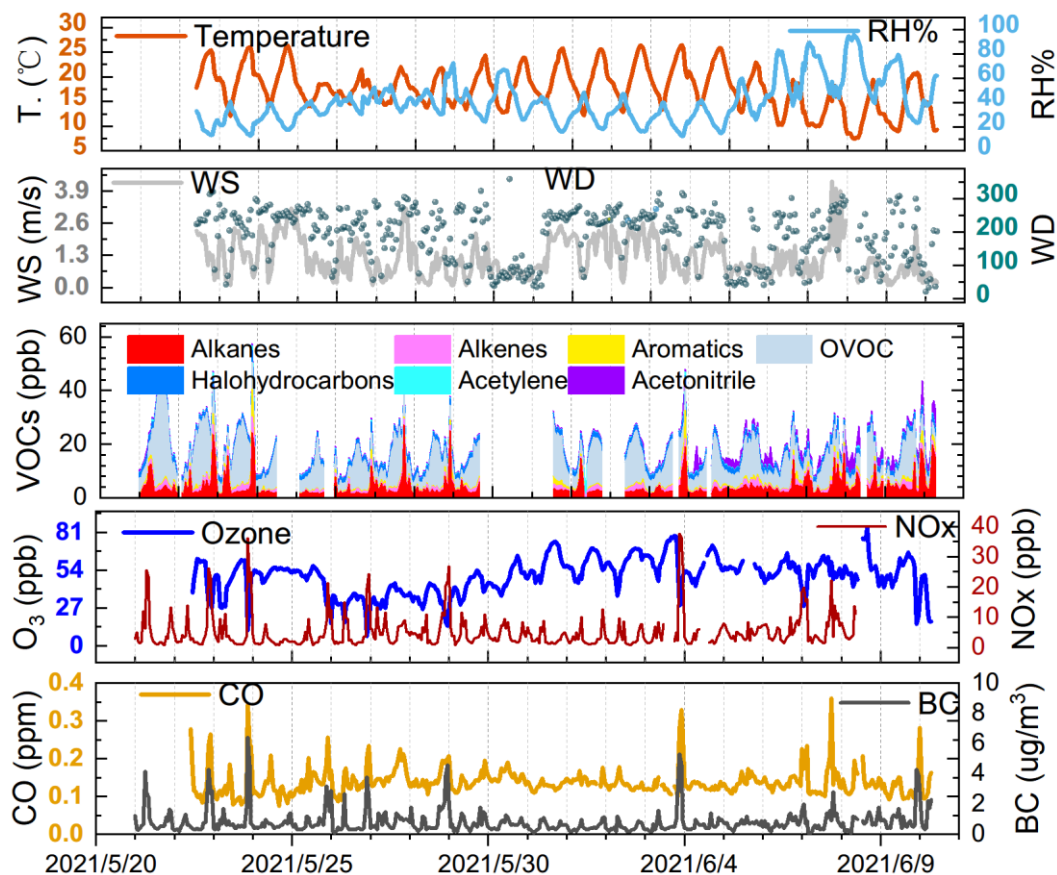 30
25
20
15
10
5
T. (℃)
Temperature
RH%
100
80
60
40
20
0
RH%
3.9
2.6
1.3
0.0
WS (m/s)
WS
WD
300
200
100
0
WD
60
40
20
0
VOCs (ppb)
Alkanes
Alkenes
Aromatics
OVOC
Halohydrocarbons
Acetylene
Acetonitrile
81
54
27
0
O₃ (ppb)
Ozone
NOx
40
30
20
10
0
NOx (ppb)
0.4
0.3
0.2
0.1
0.0
CO (ppm)
CO
BC
10
8
6
4
2
0
BC (ug/m³)
2021/5/20 2021/5/25 2021/5/30 2021/6/4 2021/6/9